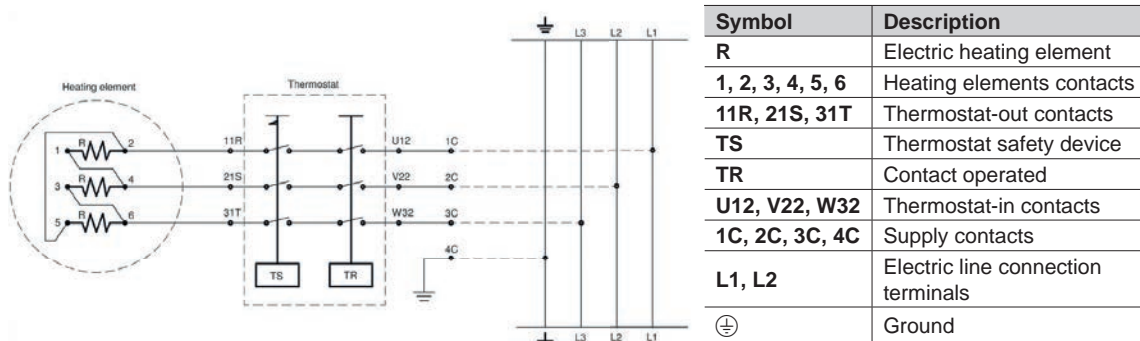 L3 L2 L1
Heating element
Thermostat
R
1
2
11R
U12
1C
R
3
4
21S
V22
2C
R
5
6
31T
W32
3C
4C
TS
TR
L3 L2 L1
Symbol Description
R Electric heating element
1, 2, 3, 4, 5, 6 Heating elements contacts
11R, 21S, 31T Thermostat-out contacts
TS Thermostat safety device
TR Contact operated
U12, V22, W32 Thermostat-in contacts
1C, 2C, 3C, 4C Supply contacts
L1, L2 Electric line connection
terminals
Ground